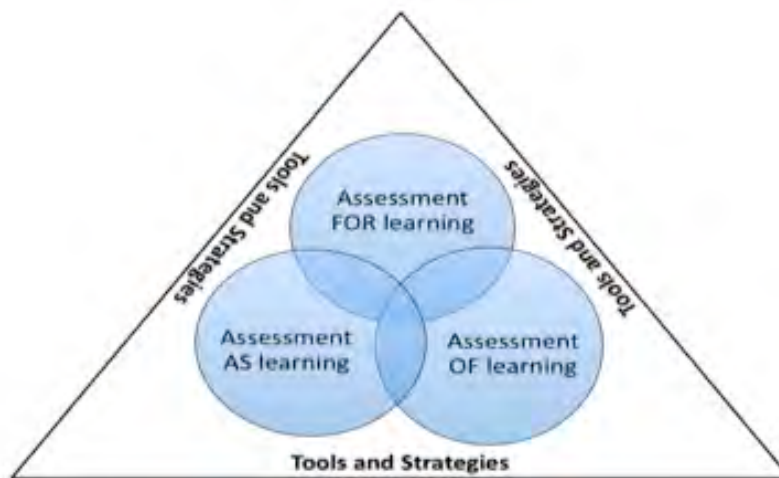 Tools and Strategies
Tools and Strategies
Assessment
FOR learning
Assessment
AS learning
Assessment
OF learning
Tools and Strategies